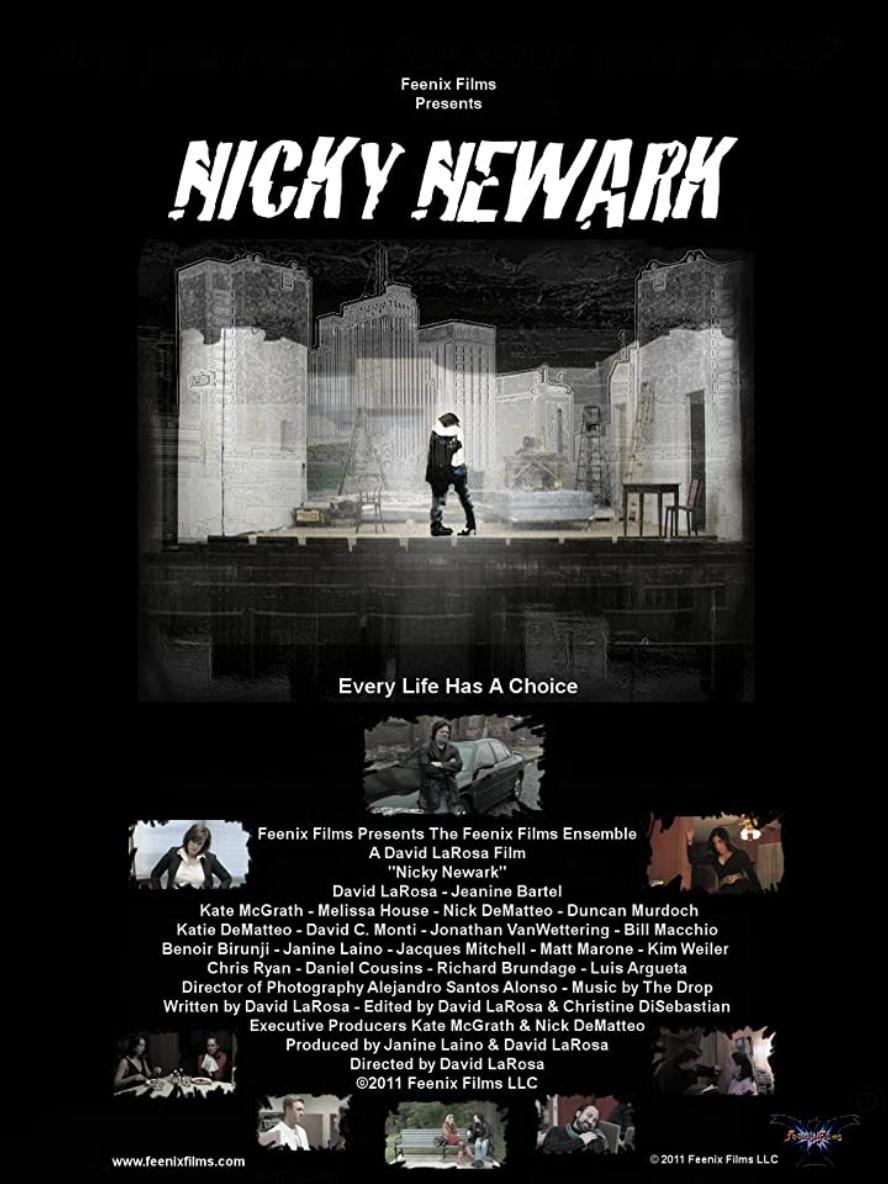 Feenix Films
Presents
NICKY NEWARK
Every Life Has A Choice
Feenix Films Presents The Feenix Films Ensemble
A David LaRosa Film
"Nicky Newark"
David LaRosa - Jeanine Bartel
Kate McGrath - Melissa House - Nick DeMatteo - Duncan Murdoch
Katie DeMatteo - David C. Monti - Jonathan VanWettering - Bill Macchio
Benoir Birunji - Janine Laino - Jacques Mitchell - Matt Marone - Kim Weiler
Chris Ryan - Daniel Cousins - Richard Brundage - Luis Argueta
Director of Photography Alejandro Santos Alonso - Music by The Drop
Written by David LaRosa - Edited by David LaRosa & Christine DiSebastian
Executive Producers Kate McGrath & Nick DeMatteo
Produced by Janine Laino & David LaRosa
Directed by David LaRosa
©2011 Feenix Films LLC
Feenix Films
www.feenixfilms.com
© 2011 Feenix Films LLC